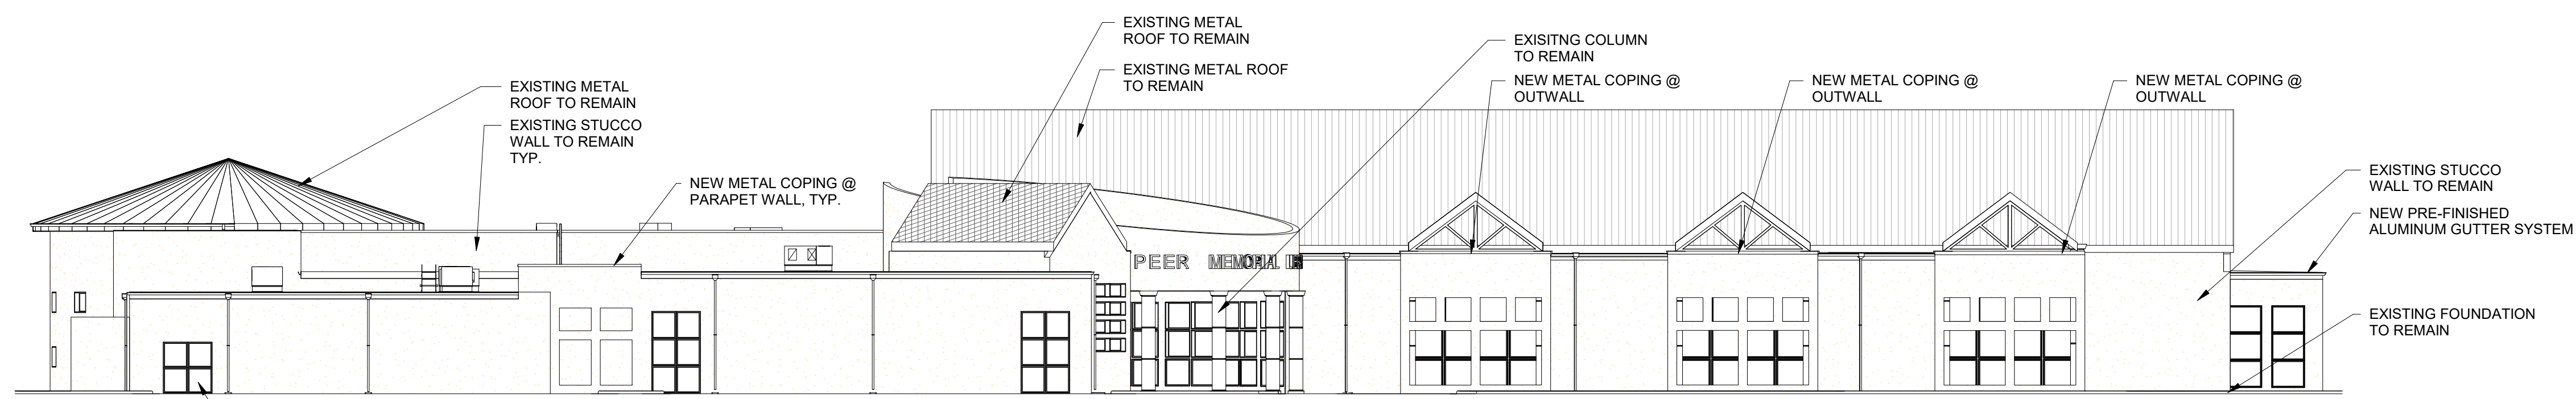 EXISTING METAL
ROOF TO REMAIN
EXISTING STUCCO
WALL TO REMAIN
TYP.
NEW METAL COPING @
PARAPET WALL, TYP.
EXISTING METAL
ROOF TO REMAIN
EXISTING METAL ROOF
TO REMAIN
EXISITNG COLUMN
TO REMAIN
NEW METAL COPING @
OUTWALL
NEW METAL COPING @
OUTWALL
NEW METAL COPING @
OUTWALL
EXISTING STUCCO
WALL TO REMAIN
NEW PRE-FINISHED
ALUMINUM GUTTER SYSTEM
EXISTING FOUNDATION
TO REMAIN
PEER MEMORIAL